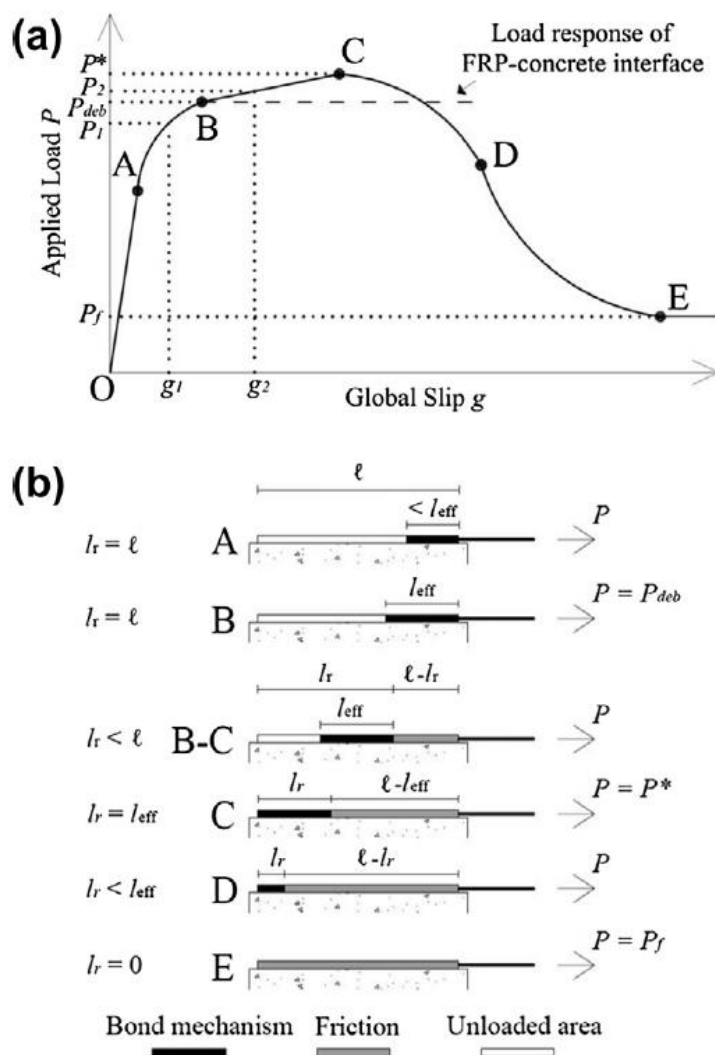 (a)
Load response of
FRP-concrete interface
P*
P2
Pdeb
P1
Pf
Applied Load P
A
B
C
D
E
O
g1
g2
Global Slip g
(b)
ℓ
< leff
lr = ℓ
A
P
leff
lr = ℓ
B
P = Pdeb
lr
ℓ-lr
leff
lr < ℓ
B-C
P
lr
ℓ-leff
lr = leff
C
P = P*
lr
ℓ-lr
lr < leff
D
P
lr = 0
E
P = Pf
Bond mechanism
Friction
Unloaded area